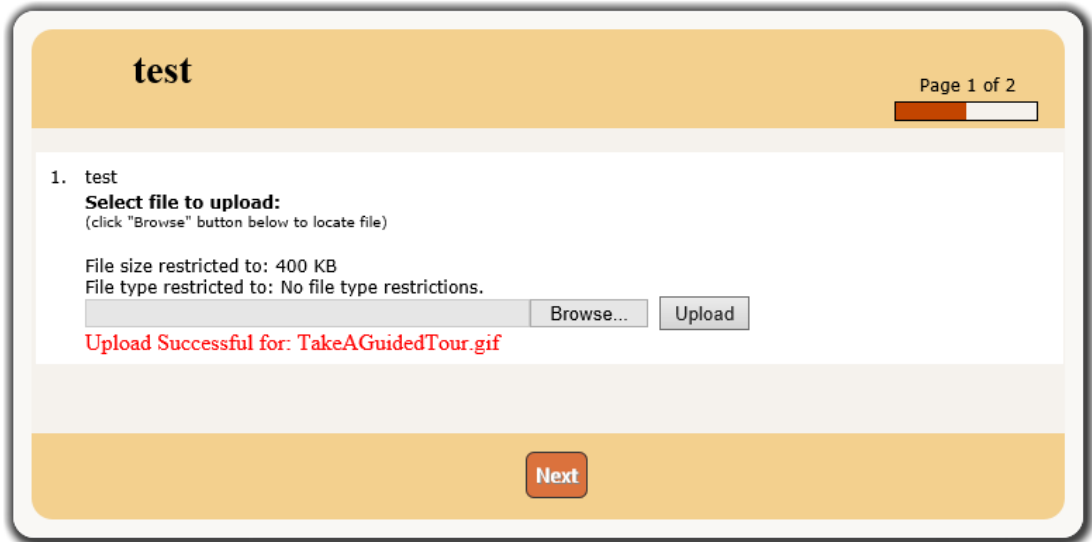 test
Page 1 of 2
1. test
Select file to upload:
(click "Browse" button below to locate file)
File size restricted to: 400 KB
File type restricted to: No file type restrictions.
Browse... Upload
Upload Successful for: TakeAGuidedTour.gif
Next